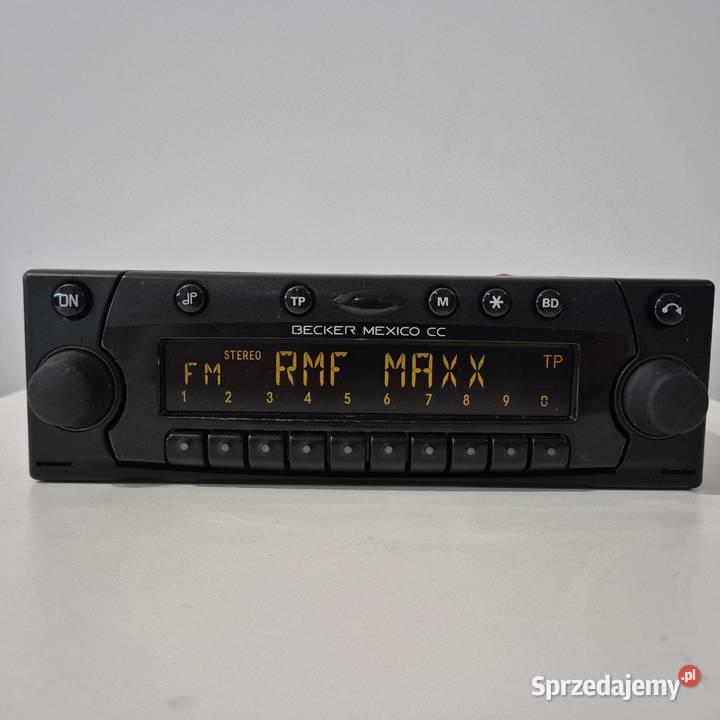 ON TP M * BD
BECKER MEXICO CC
STEREO
FM RMF MAXX TP
1 2 3 4 5 6 7 8 9 0
Sprzedajemy.pl